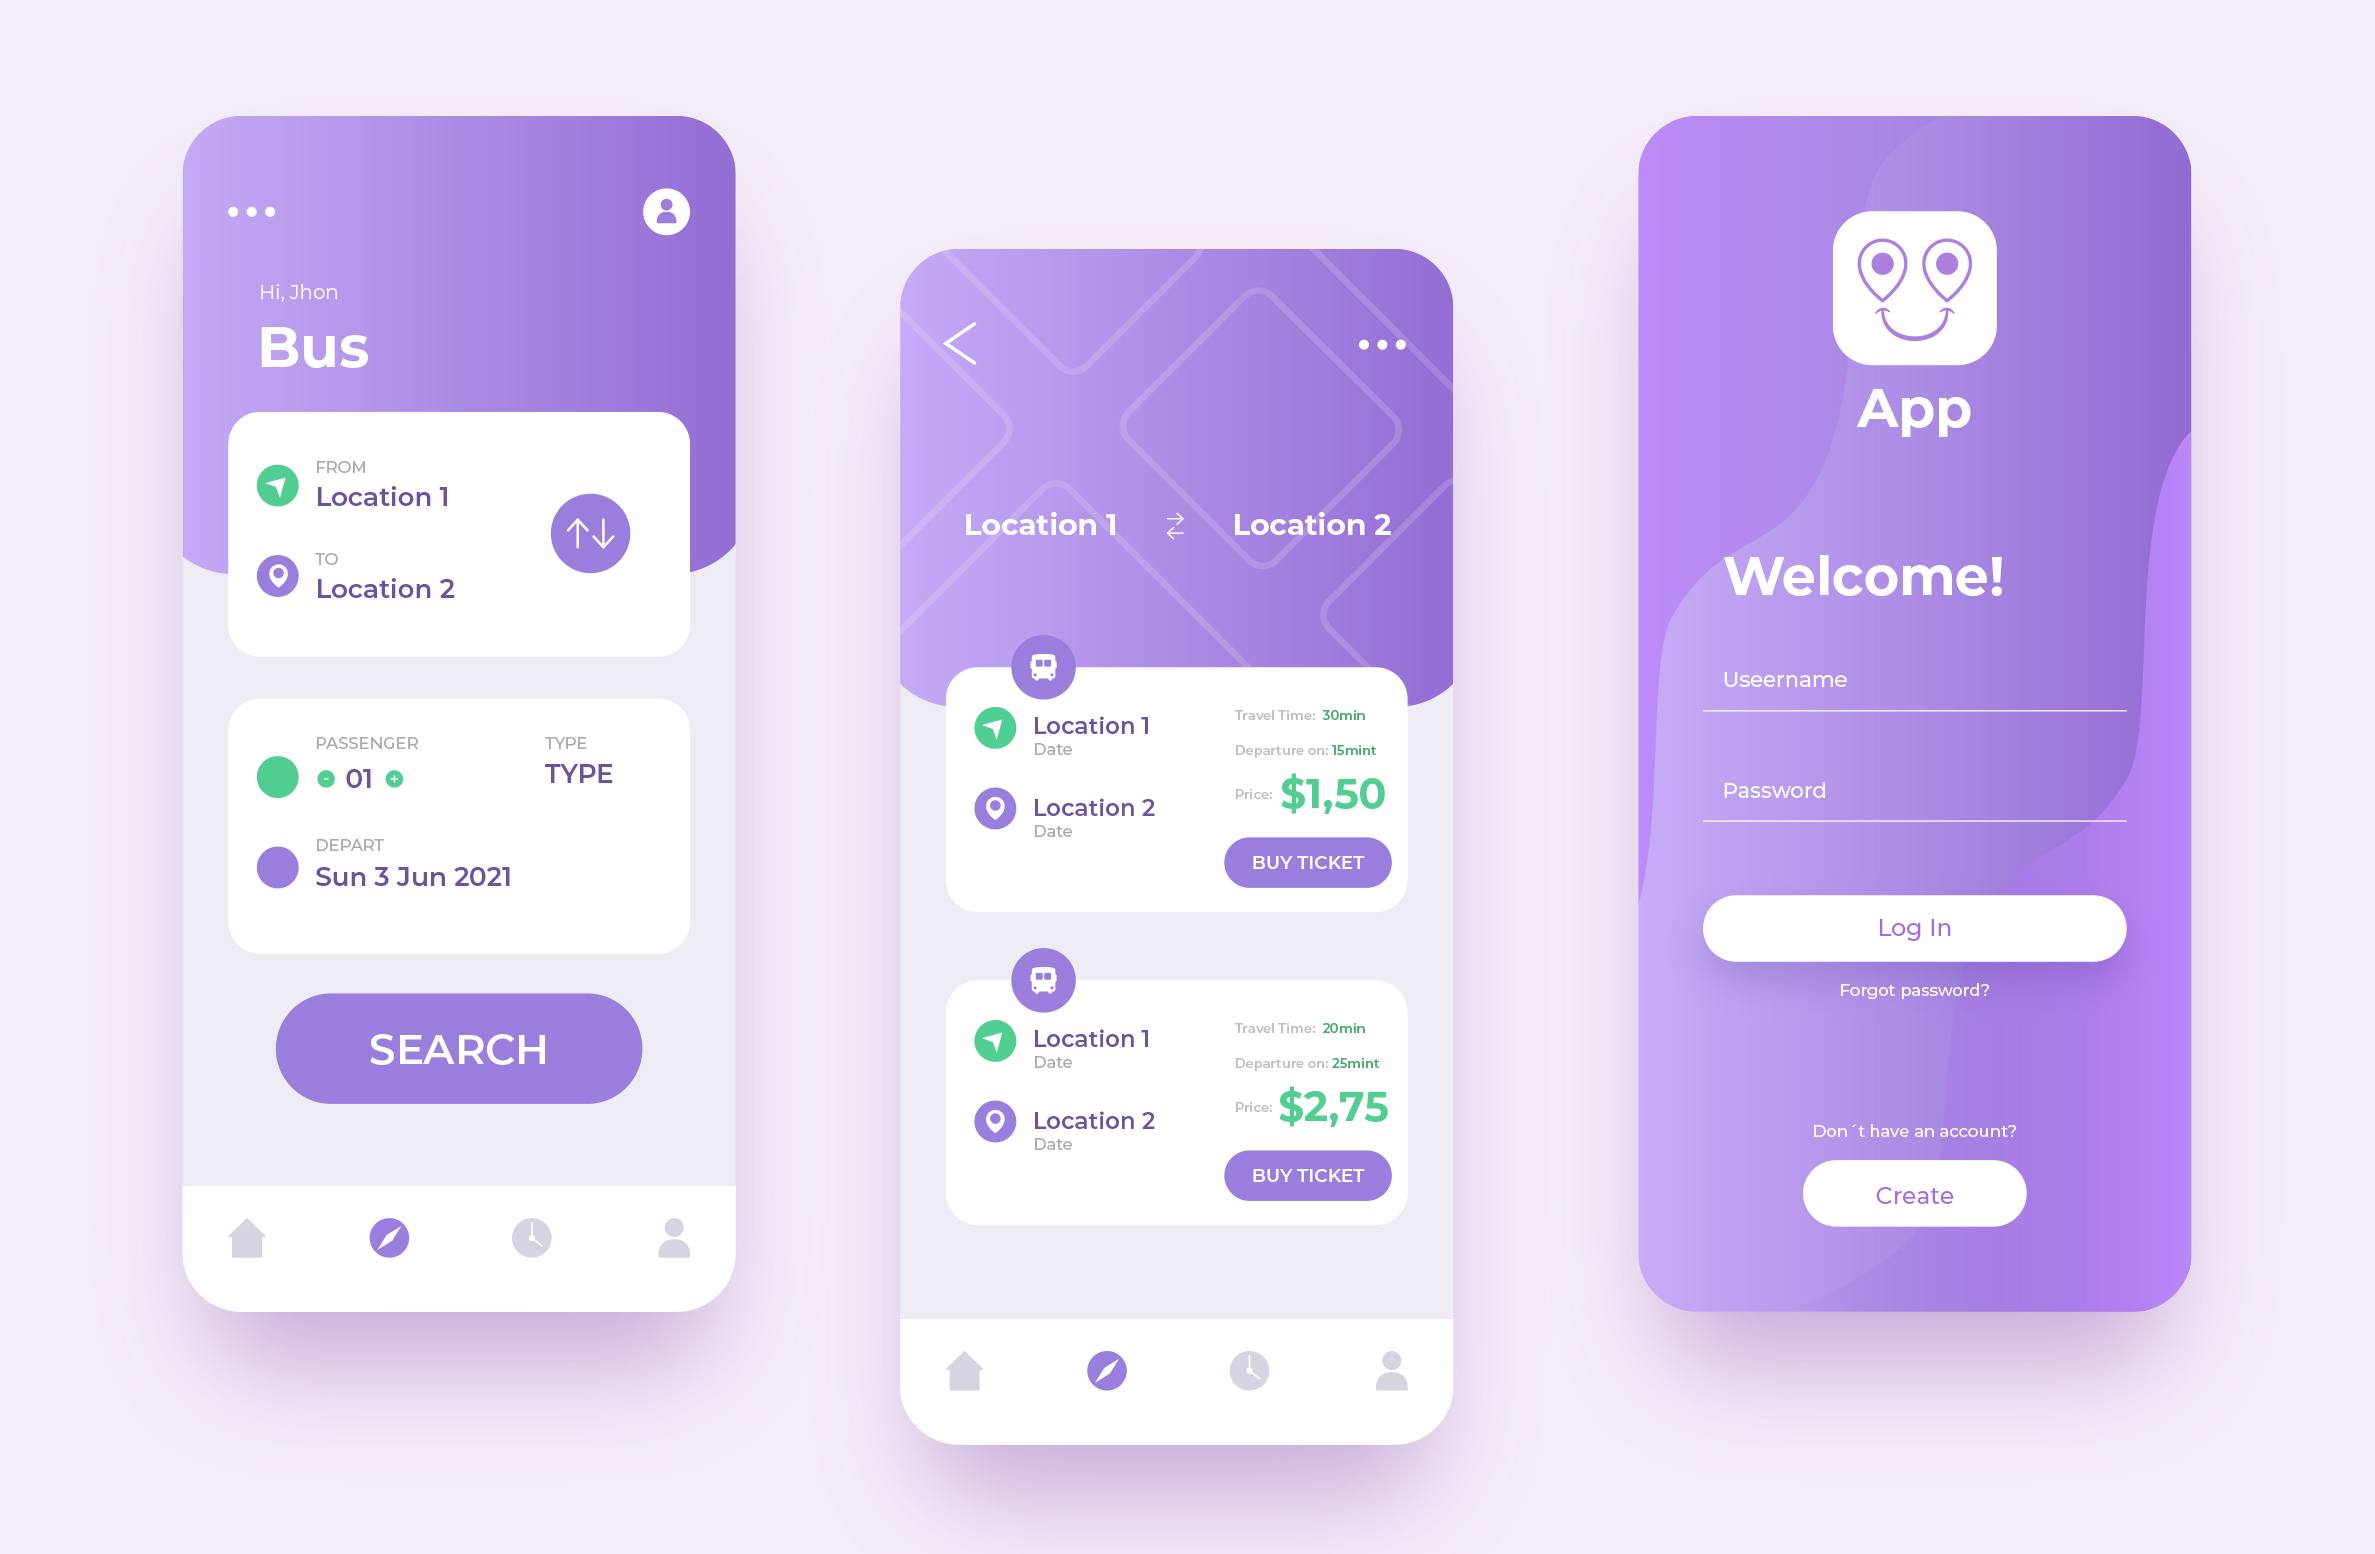 Hi, Jhon
Bus
FROM
Location 1
TO
Location 2
PASSENGER
- 01 +
TYPE
TYPE
DEPART
Sun 3 Jun 2021
SEARCH
Location 1
Location 2
Location 1
Date
Location 2
Date
Travel Time: 30min
Departure on: 15mint
Price: $1,50
BUY TICKET
Location 1
Date
Location 2
Date
Travel Time: 20min
Departure on: 25mint
Price: $2,75
BUY TICKET
App
Welcome!
Useername
Password
Log In
Forgot password?
Don´t have an account?
Create